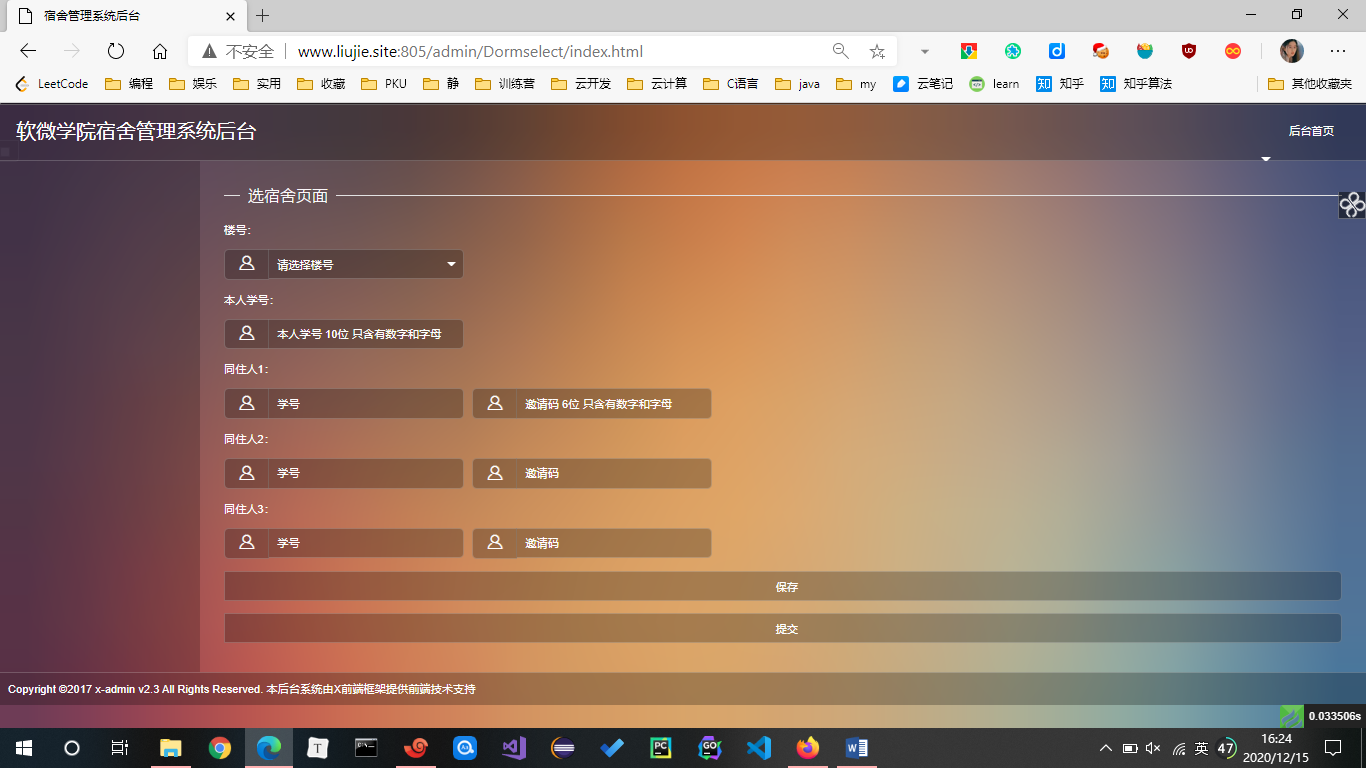 宿舍管理系统后台
不安全 www.liujie.site:805/admin/Dormselect/index.html
LeetCode 编程 娱乐 实用 收藏 PKU 静 训练营 云开发 云计算 C语言 java my 云笔记 learn 知 知乎 知 知乎算法 其他收藏夹
软微学院宿舍管理系统后台 后台首页
选宿舍页面
楼号:
请选择楼号
本人学号:
本人学号 10位 只含有数字和字母
同住人1:
学号 邀请码 6位 只含有数字和字母
同住人2:
学号 邀请码
同住人3:
学号 邀请码
保存
提交
Copyright ©2017 x-admin v2.3 All Rights Reserved. 本后台系统由X前端框架提供前端技术支持
0.033506s
英 47 16:24
2020/12/15